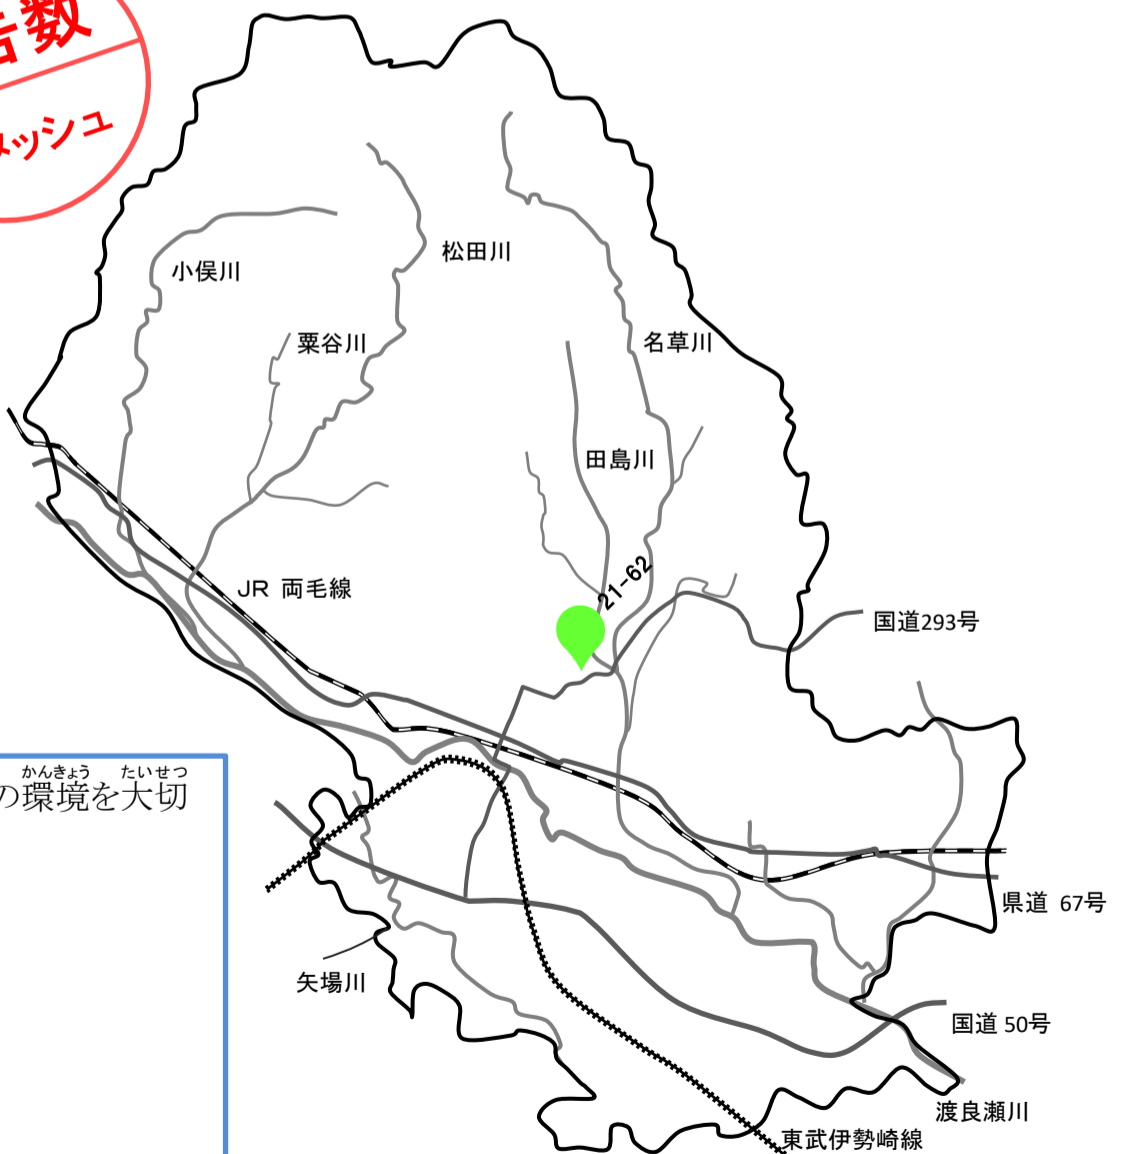 告数
メッシュ
松田川
小俣川
粟谷川
名草川
田島川
21-62
JR 両毛線
国道293号
かんきょう たいせつ
の環境を大切
県道 67号
矢場川
国道 50号
渡良瀬川
東武伊勢崎線